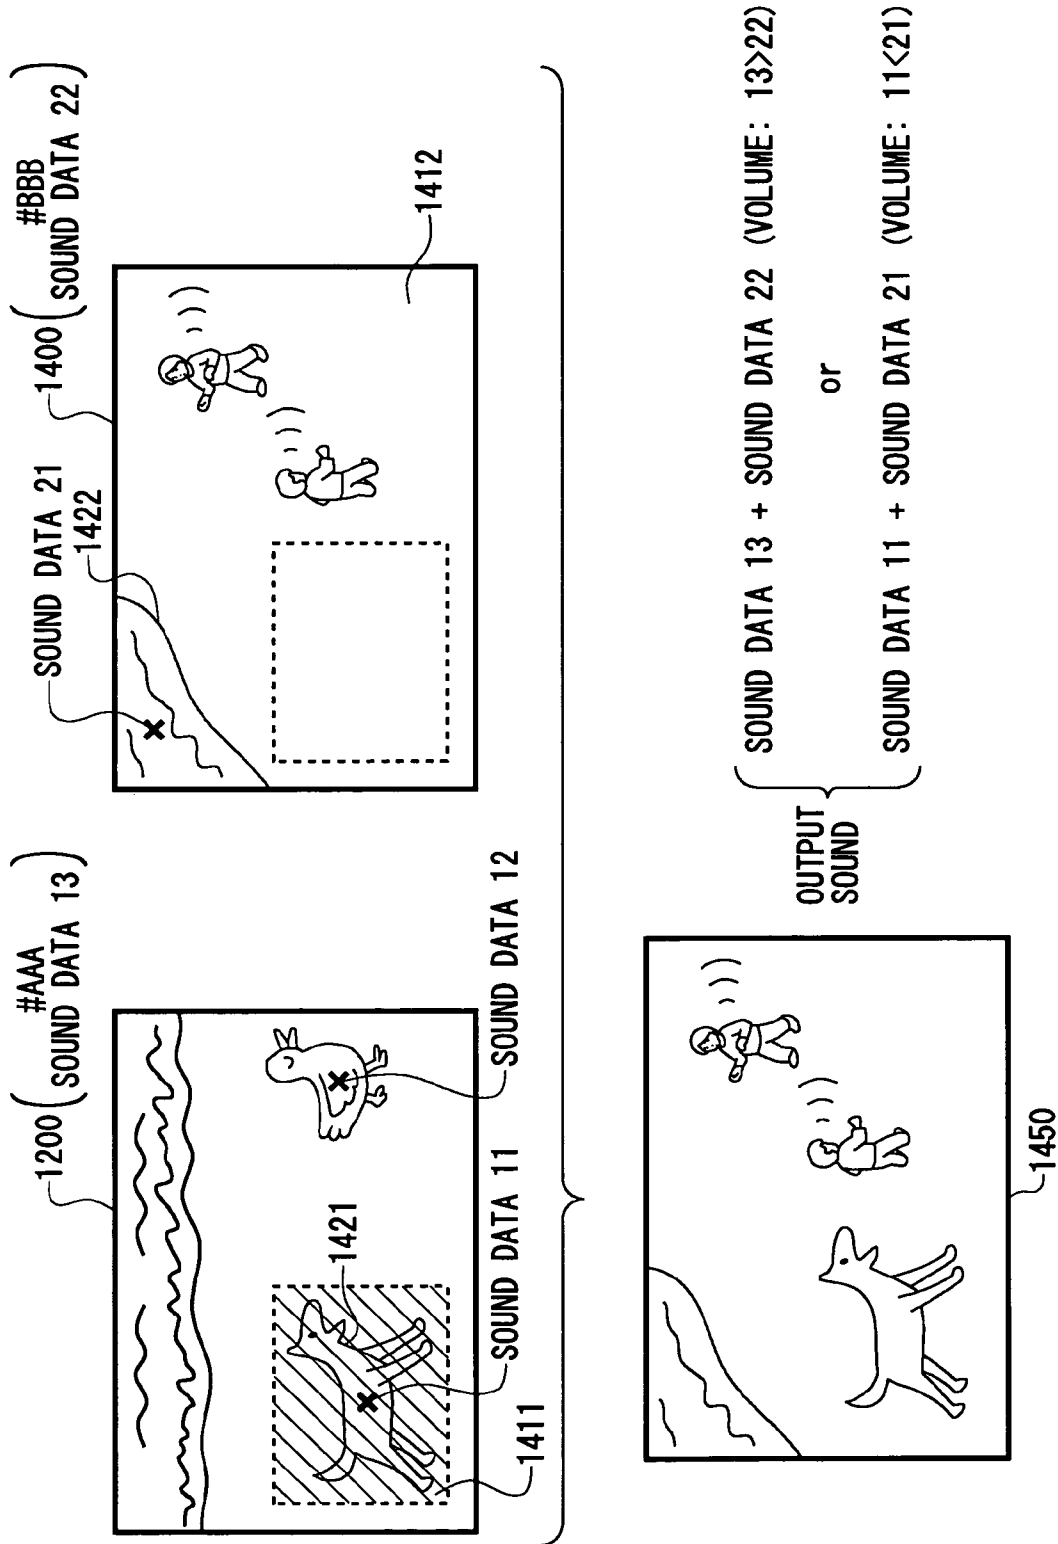 1200
#AAA
(SOUND DATA 13)
SOUND DATA 21
1422
1400
#BBB
(SOUND DATA 22)
1421
1411
SOUND DATA 11
SOUND DATA 12
1412
1450
OUTPUT
SOUND
SOUND DATA 13 + SOUND DATA 22 (VOLUME: 13>22)
or
SOUND DATA 11 + SOUND DATA 21 (VOLUME: 11<21)